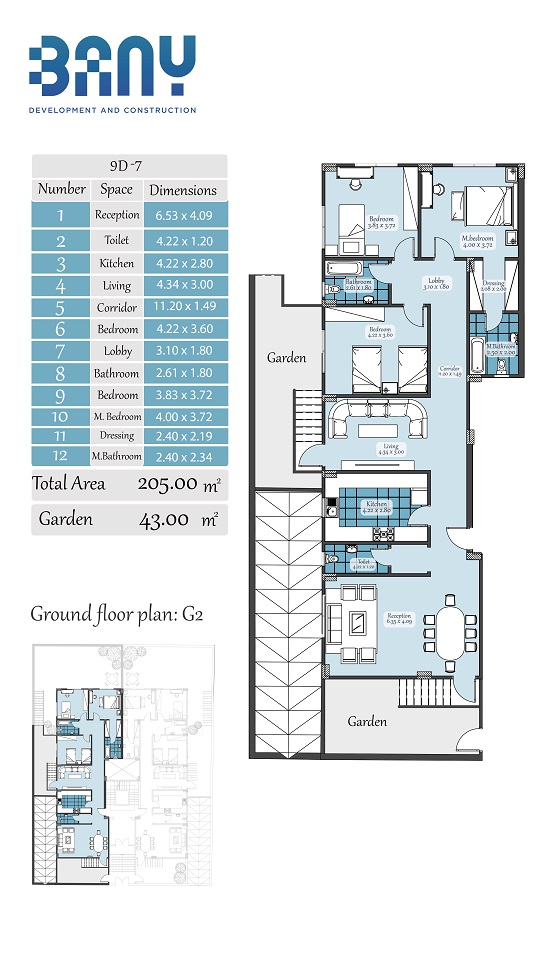 BANY
DEVELOPMENT AND CONSTRUCTION
9D -7
Number Space Dimensions
1 Reception 6.53 x 4.09
2 Toilet 4.22 x 1.20
3 Kitchen 4.22 x 2.80
4 Living 4.34 x 3.00
5 Corridor 11.20 x 1.49
6 Bedroom 4.22 x 3.60
7 Lobby 3.10 x 1.80
8 Bathroom 2.61 x 1.80
9 Bedroom 3.83 x 3.72
10 M. Bedroom 4.00 x 3.72
11 Dressing 2.40 x 2.19
12 M.Bathroom 2.40 x 2.34
Total Area 205.00 m²
Garden 43.00 m²
Ground floor plan: G2
Bedroom
3.83 x 3.72
M.bedroom
4.00 x 3.72
Bathroom
2.61 x 1.80
Lobby
3.10 x 1.80
Dressing
2.08 x 2.00
Bedroom
4.22 x 3.60
M.Bathroom
2.50 x 2.00
Garden
Corridor
11.20 x 1.49
Living
4.34 x 3.00
Kitchen
4.22 x 2.80
Toilet
4.22 x 1.20
Reception
6.35 x 4.09
Garden